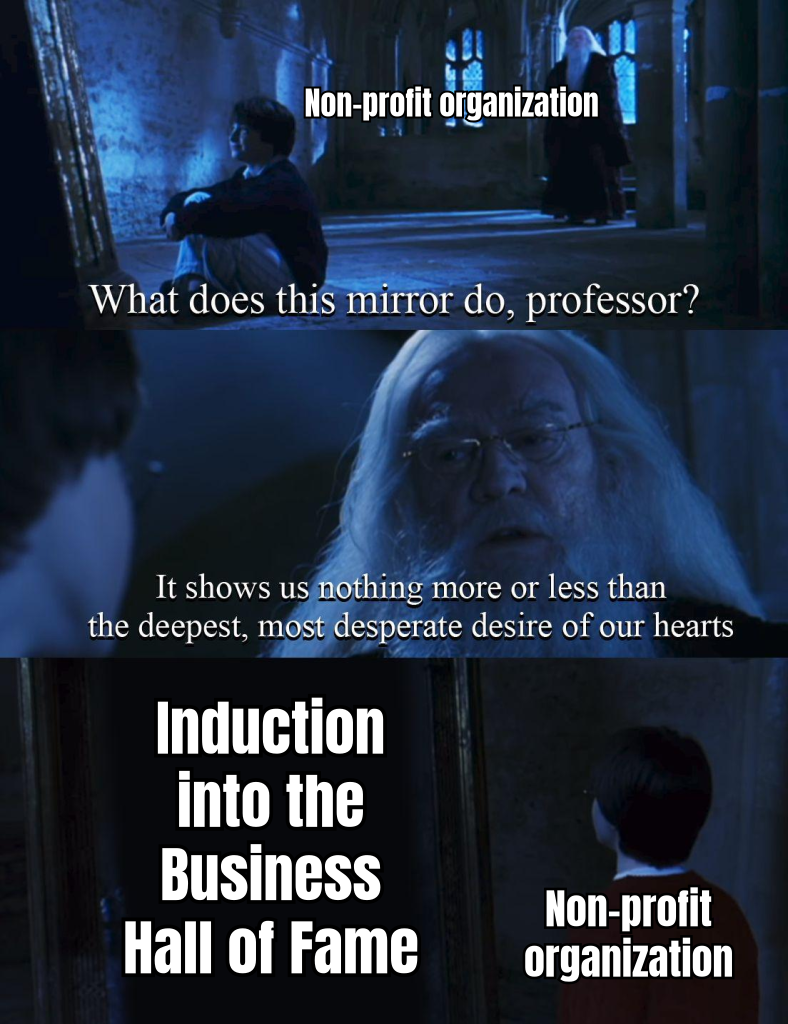 Non-profit organization
What does this mirror do, professor?
It shows us nothing more or less than
the deepest, most desperate desire of our hearts
Induction
into the
Business
Hall of Fame
Non-profit
organization